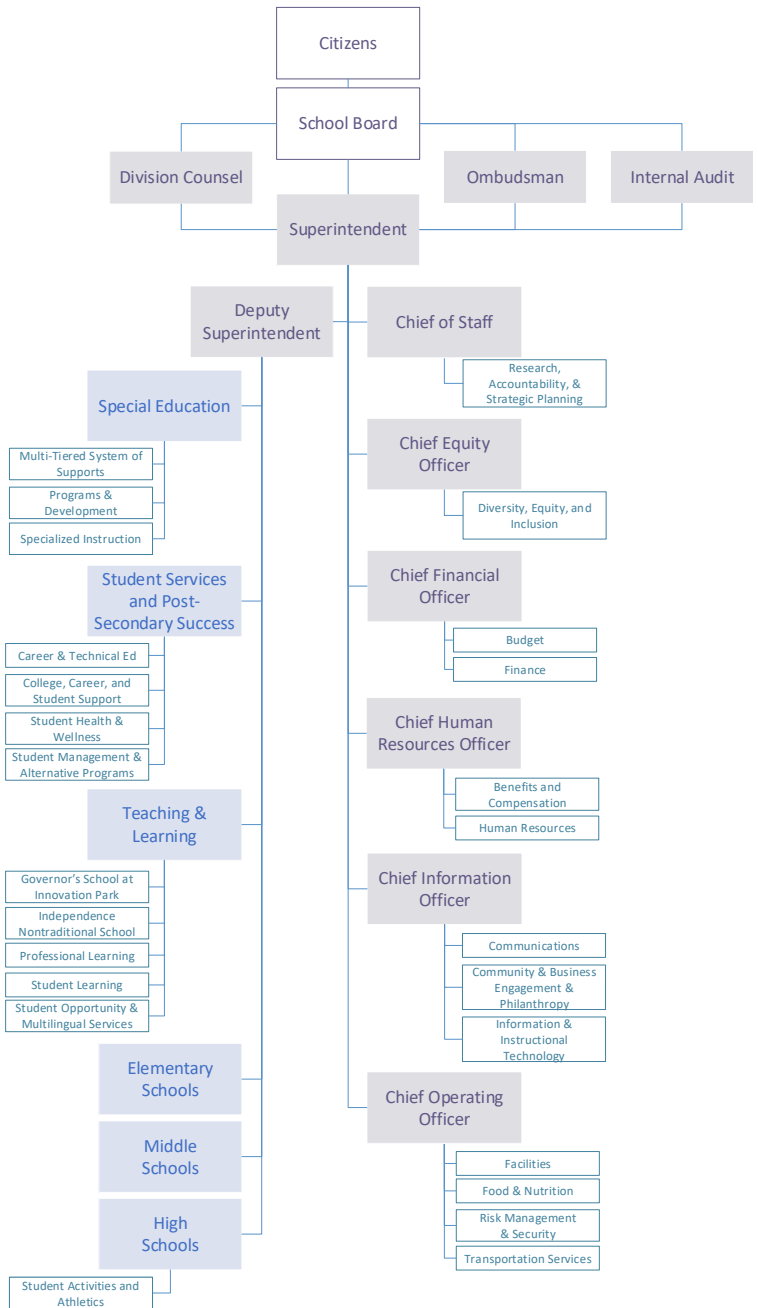 Citizens
School Board
Division Counsel
Ombudsman
Internal Audit
Superintendent
Deputy
Superintendent
Special Education
Multi-Tiered System of
Supports
Programs &
Development
Specialized Instruction
Student Services
and Post-
Secondary Success
Career & Technical Ed
College, Career, and
Student Support
Student Health &
Wellness
Student Management &
Alternative Programs
Teaching &
Learning
Governor's School at
Innovation Park
Independence
Nontraditional School
Professional Learning
Student Learning
Student Opportunity &
Multilingual Services
Elementary
Schools
Middle
Schools
High
Schools
Student Activities and
Athletics
Chief of Staff
Research,
Accountability, &
Strategic Planning
Chief Equity
Officer
Diversity, Equity, and
Inclusion
Chief Financial
Officer
Budget
Finance
Chief Human
Resources Officer
Benefits and
Compensation
Human Resources
Chief Information
Officer
Communications
Community & Business
Engagement &
Philanthropy
Information &
Instructional
Technology
Chief Operating
Officer
Facilities
Food & Nutrition
Risk Management
& Security
Transportation Services